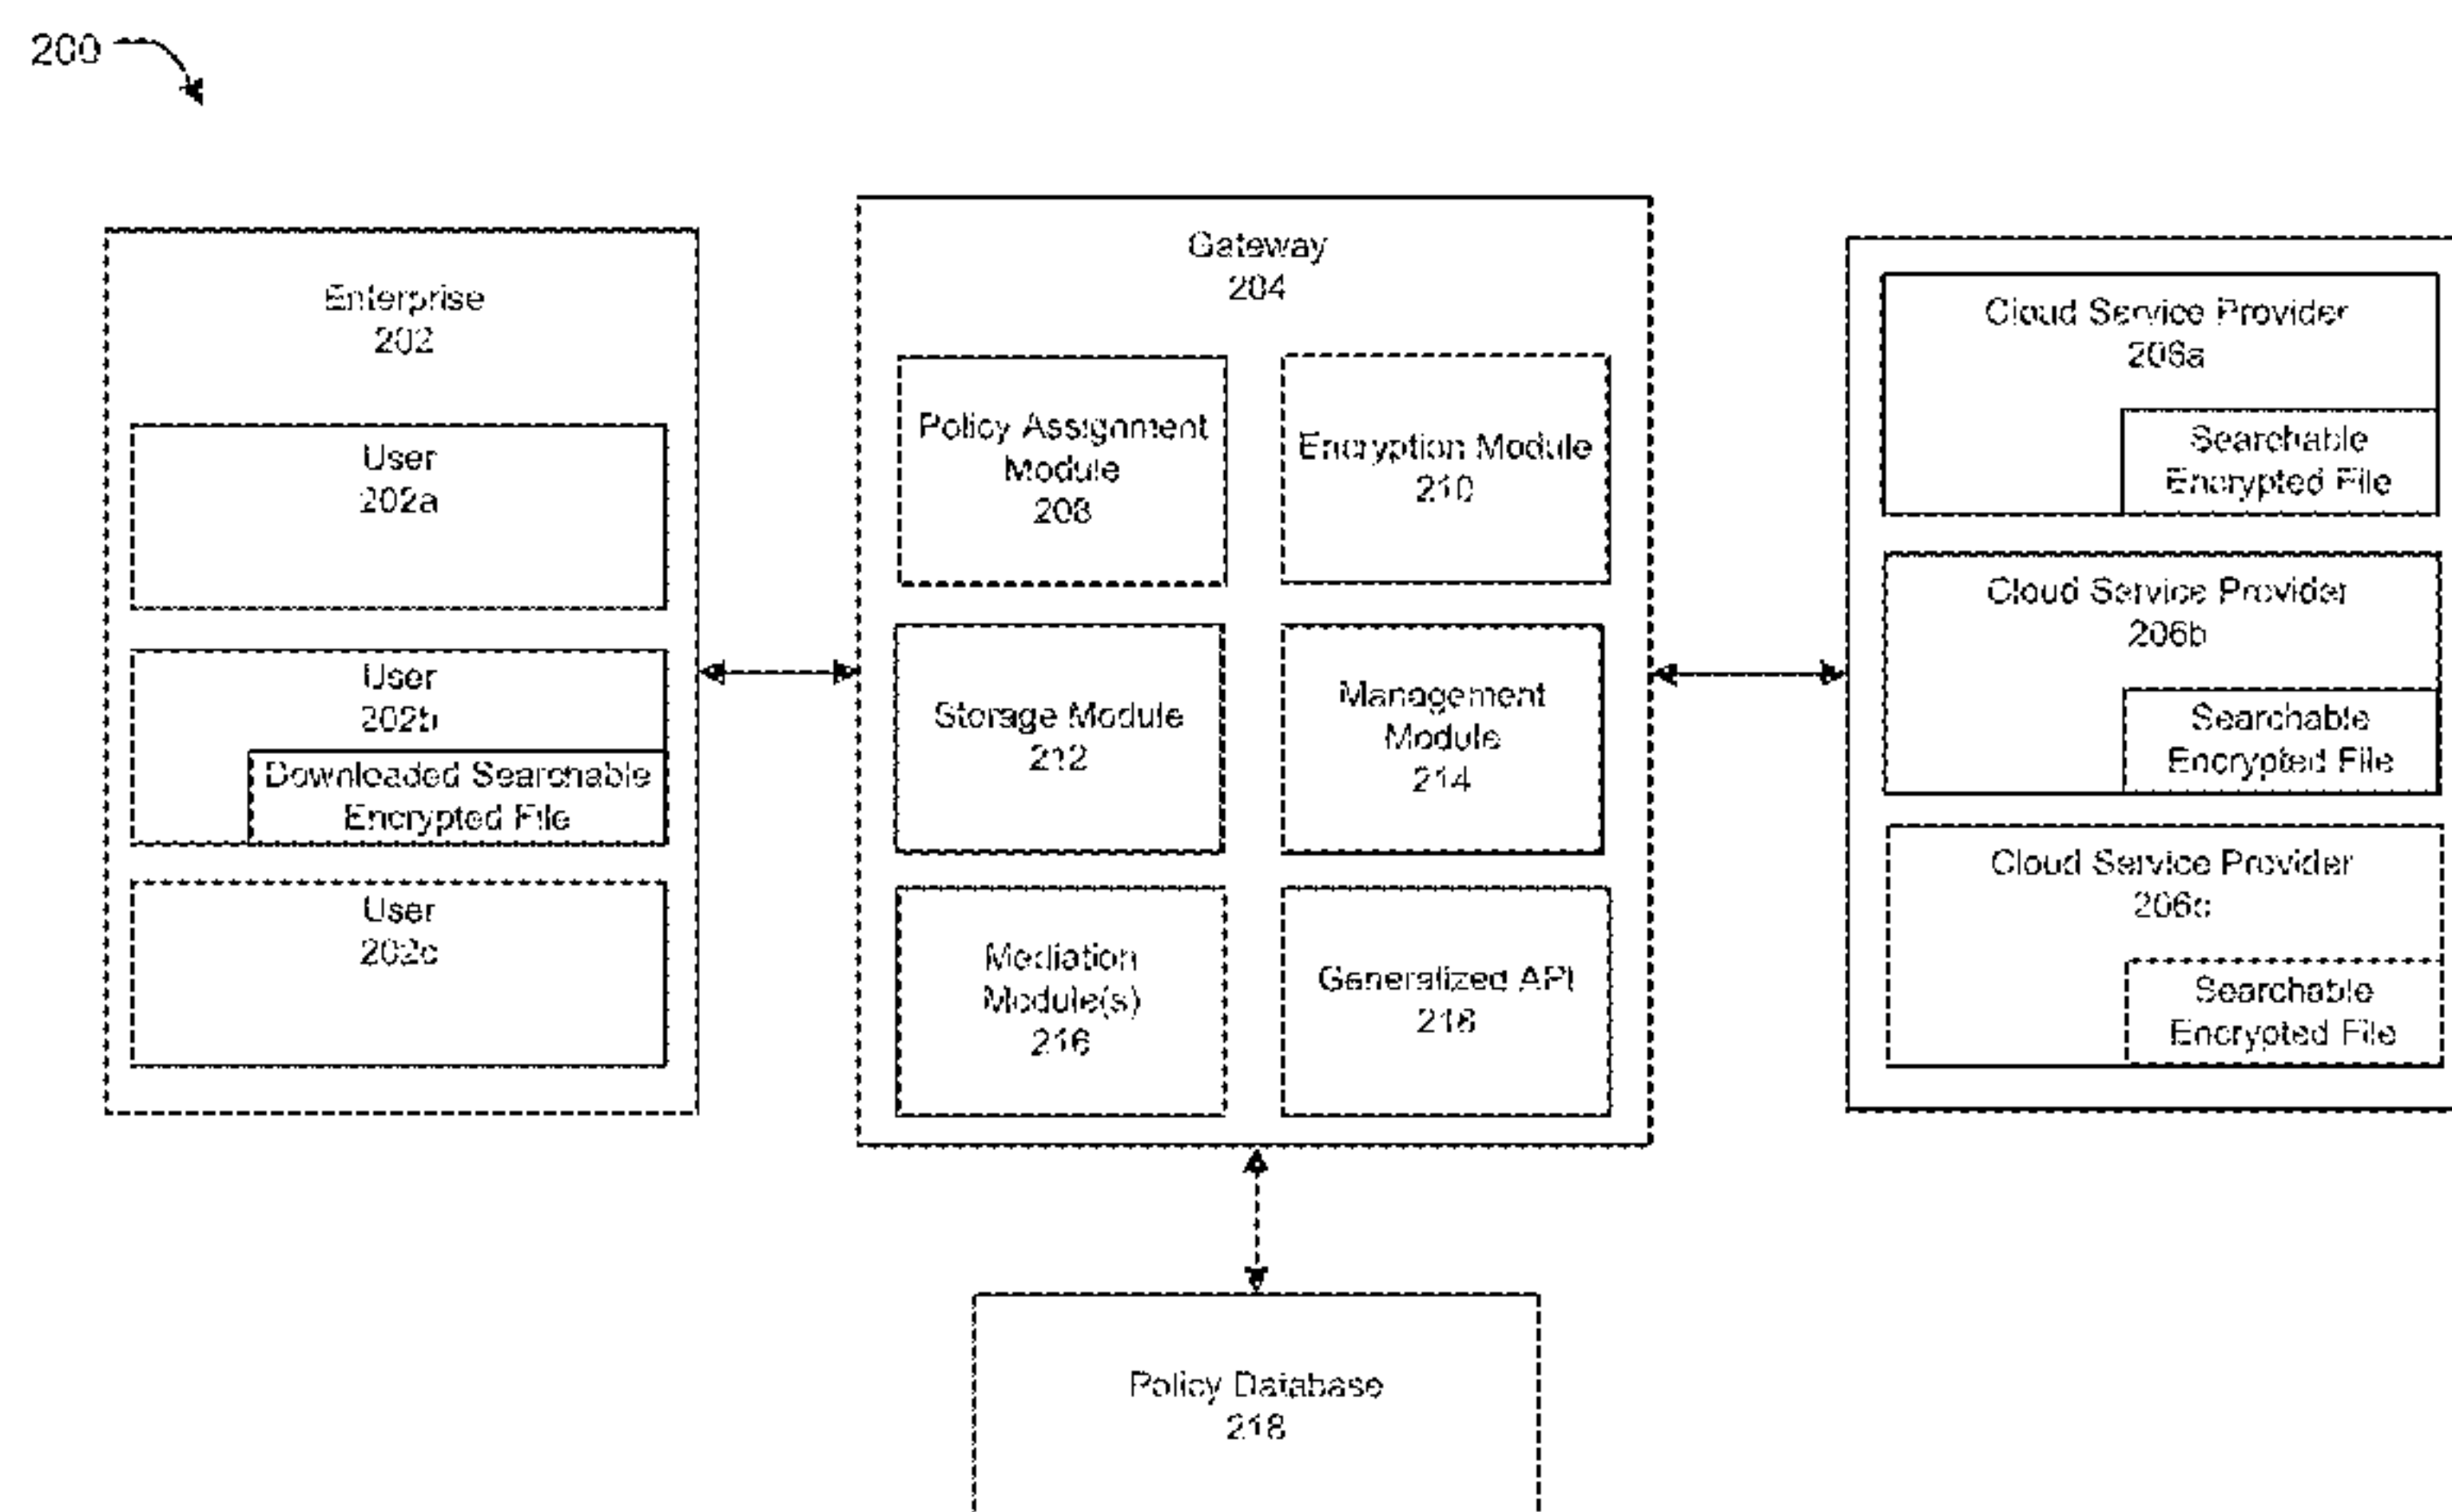 200
Enterprise
202
User
202a
User
202b
Downloaded Searchable
Encrypted File
User
202c
Gateway
204
Policy Assignment
Module
208
Encryption Module
210
Storage Module
212
Management
Module
214
Mediation
Module(s)
216
Generalized API
216
Cloud Service Provider
206a
Searchable
Encrypted File
Cloud Service Provider
206b
Searchable
Encrypted File
Cloud Service Provider
206c
Searchable
Encrypted File
Policy Database
218